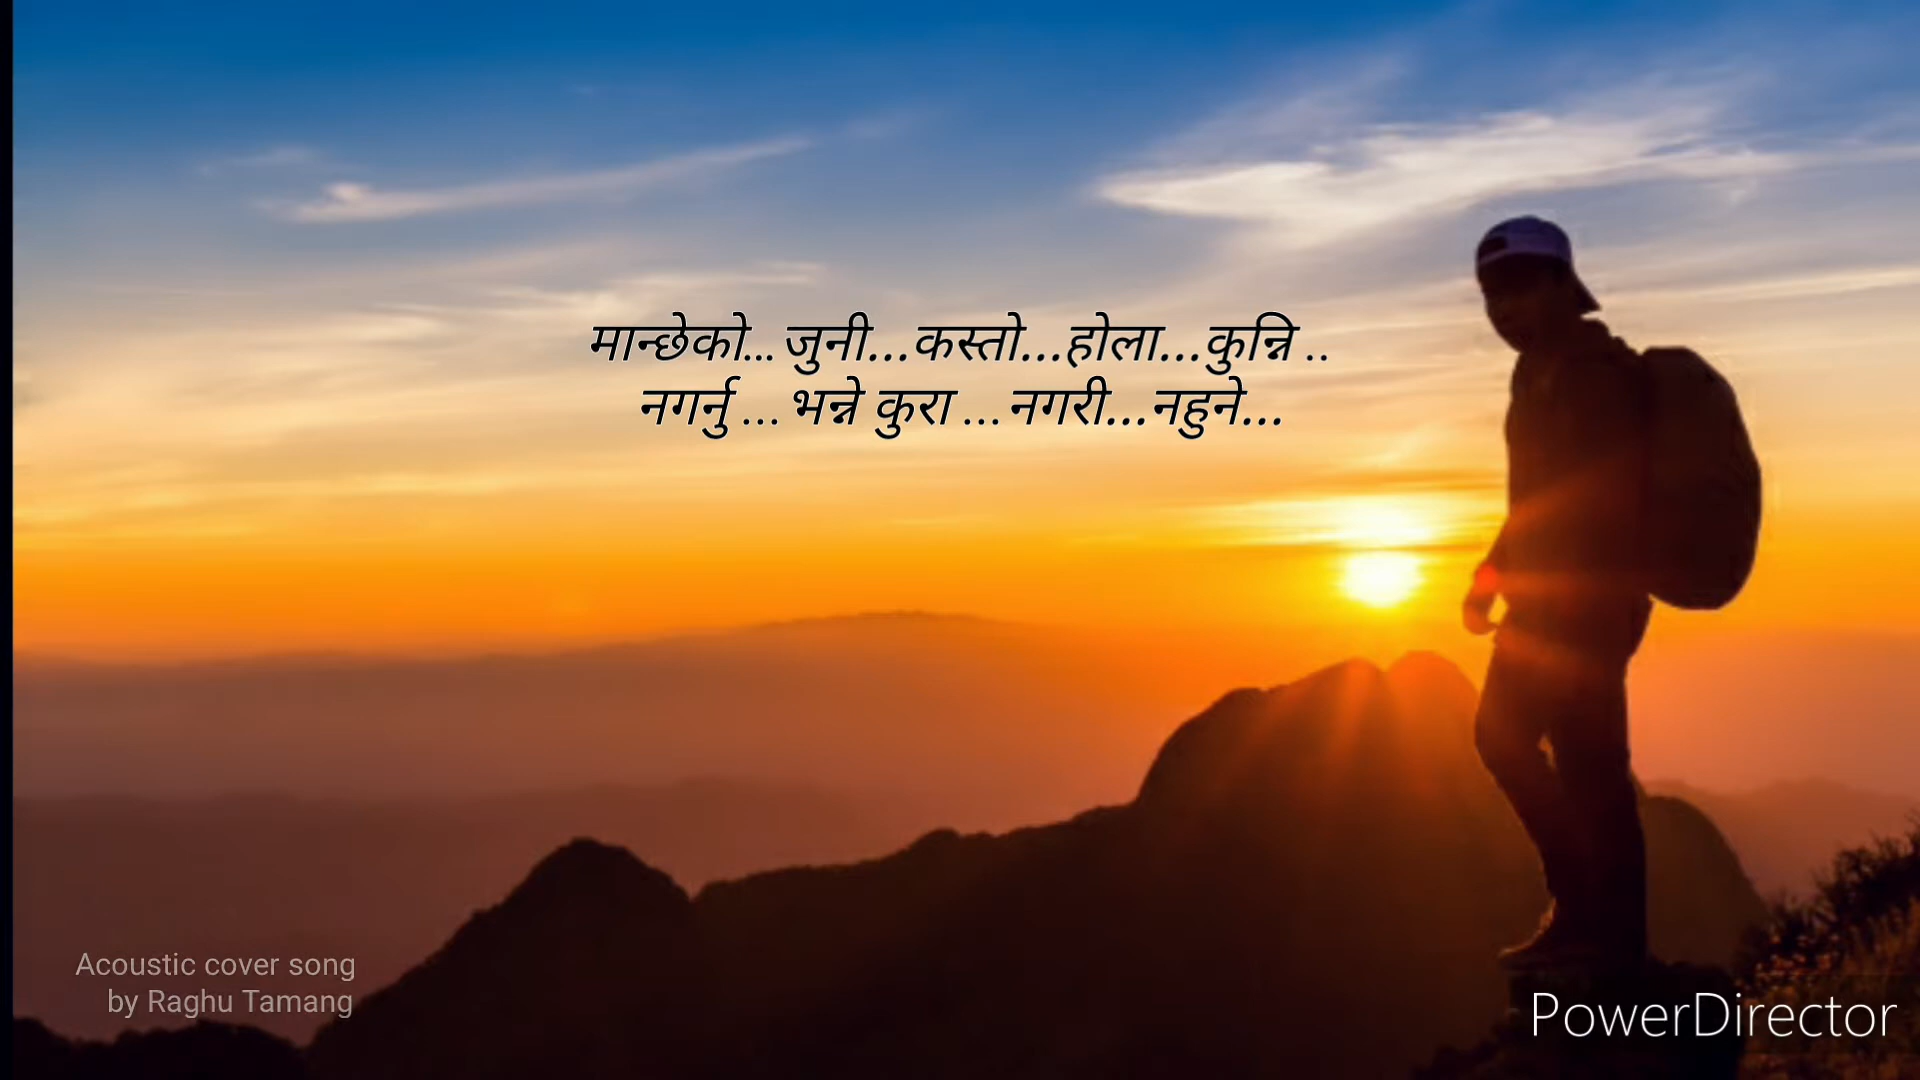 मान्छेको... जुनी...कस्तो...होला...कुन्नि ..
नगर्नु ... भन्ने कुरा ... नगरी...नहुने...
Acoustic cover song
by Raghu Tamang
PowerDirector